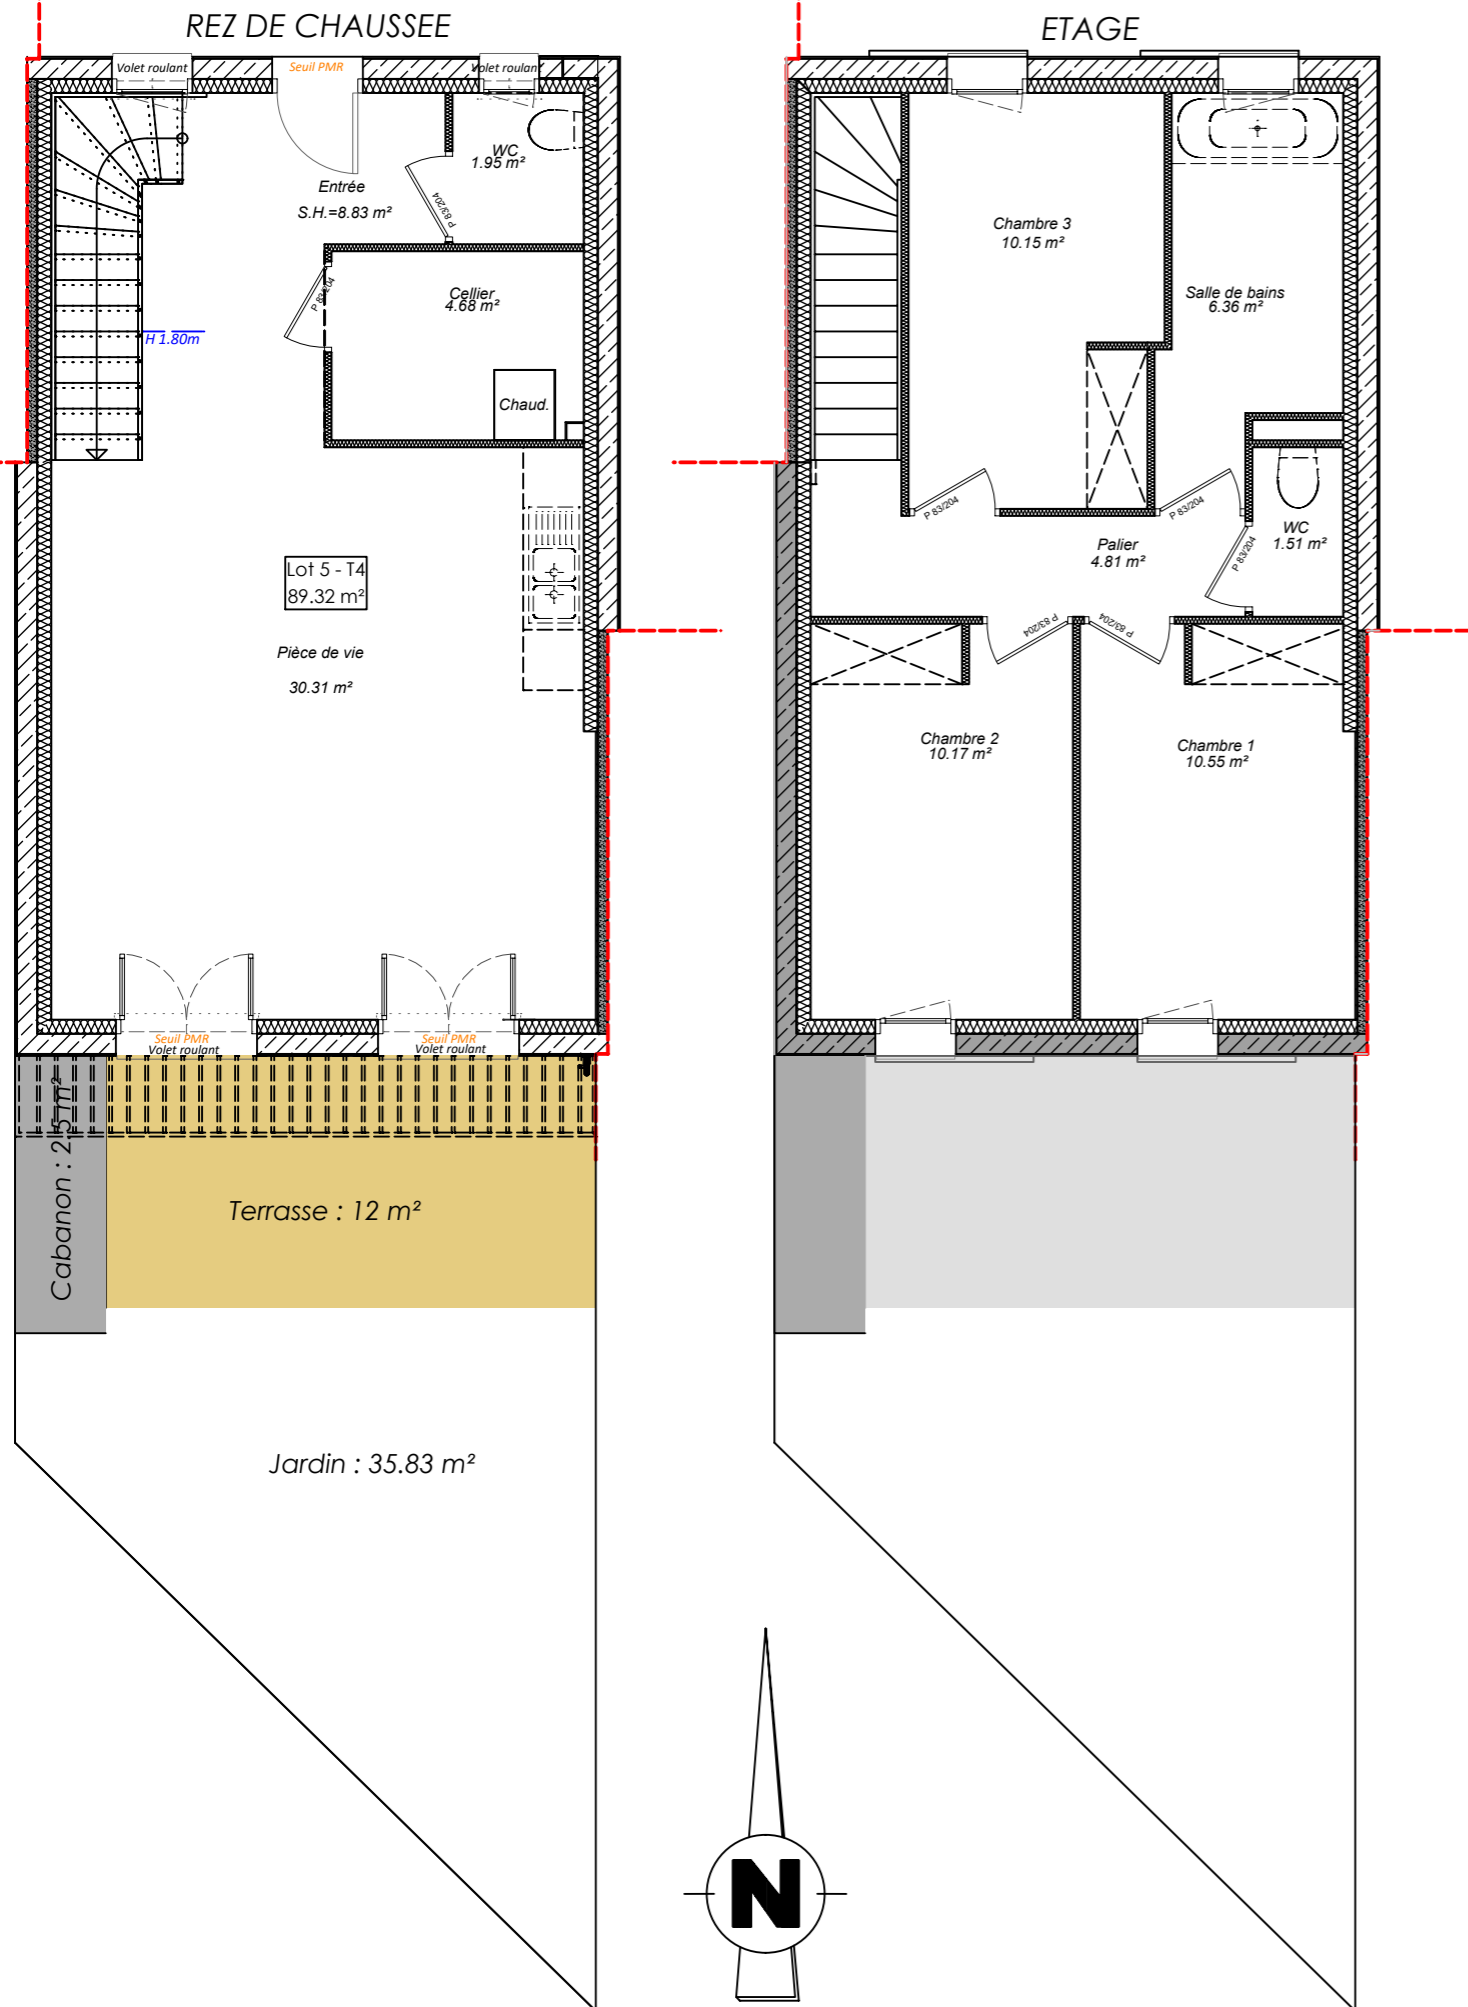 REZ DE CHAUSSEE
Volet roulant
Seuil PMR
Volet roulant
WC
1.95 m²
Entrée
S.H.=8.83 m²
P 83/204
Cellier
4.68 m²
P 83/204
H 1.80m
Chaud.
Lot 5 - T4
89.32 m²
Pièce de vie
30.31 m²
Seuil PMR
Volet roulant
Seuil PMR
Volet roulant
Cabanon : 2.5 m²
Terrasse : 12 m²
Jardin : 35.83 m²
ETAGE
Chambre 3
10.15 m²
Salle de bains
6.36 m²
P 83/204
P 83/204
WC
1.51 m²
Palier
4.81 m²
P 83/204
P 83/204
P 83/204
Chambre 2
10.17 m²
Chambre 1
10.55 m²
N